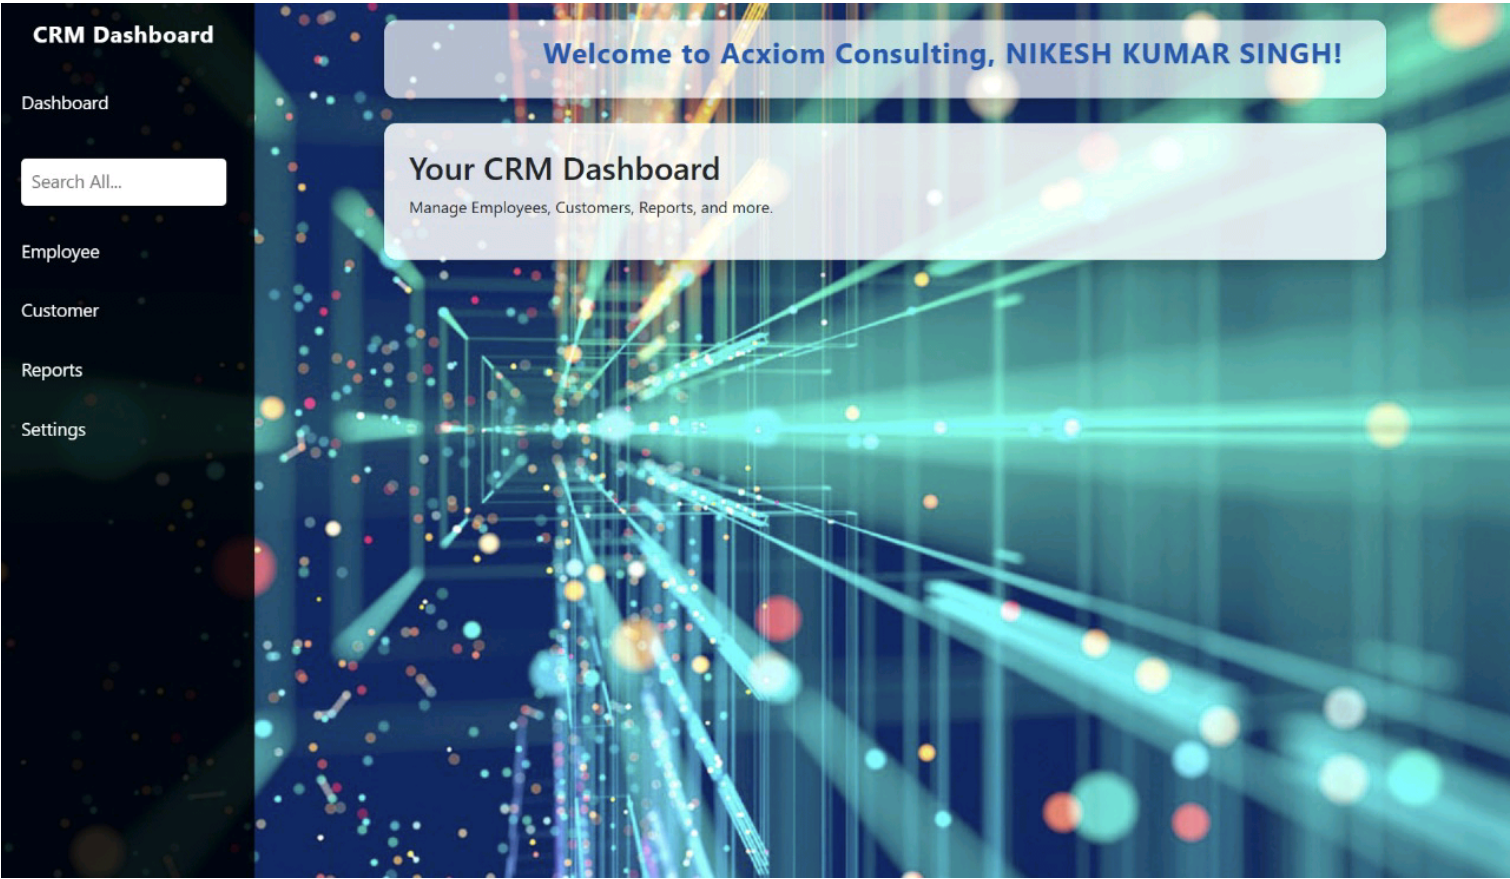 CRM Dashboard
Dashboard
Search All...
Employee
Customer
Reports
Settings
Welcome to Acxiom Consulting, NIKESH KUMAR SINGH!
Your CRM Dashboard
Manage Employees, Customers, Reports, and more.